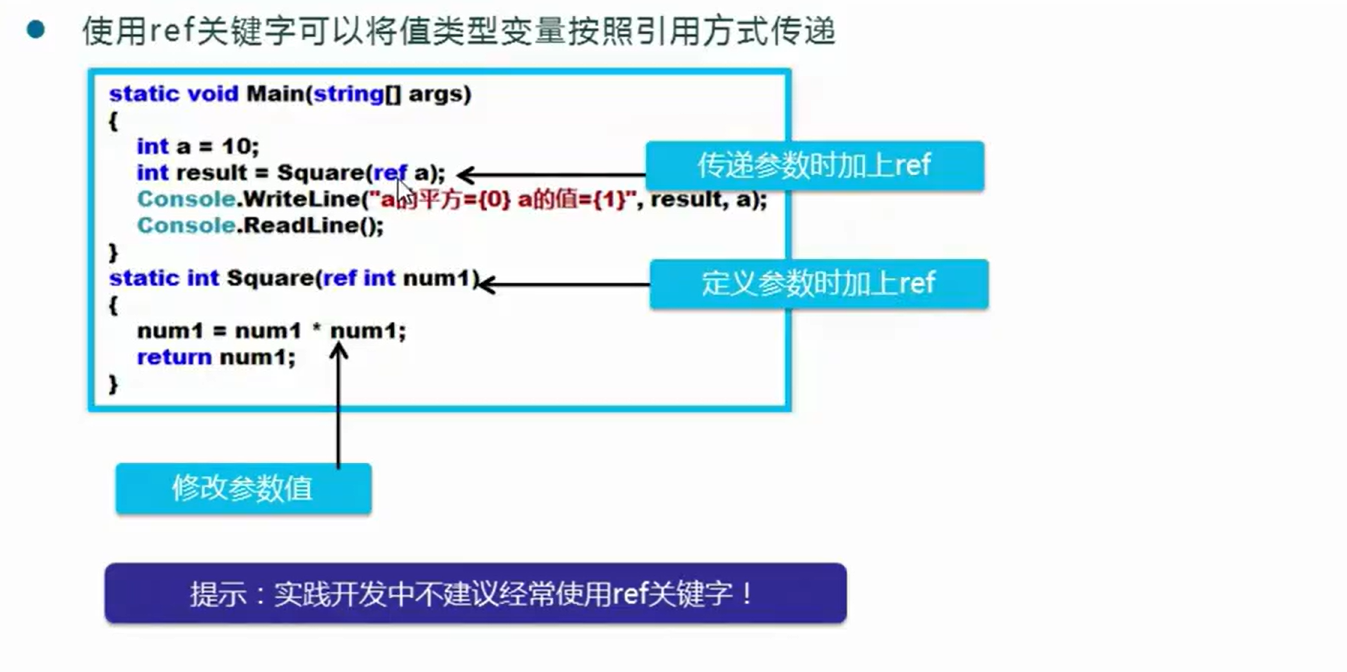 使用ref关键字可以将值类型变量按照引用方式传递
static void Main(string[] args)
{
int a = 10;
int result = Square(ref a);
传递参数时加上ref
Console.WriteLine("a的平方={0} a的值={1}", result, a);
Console.ReadLine();
}
static int Square(ref int num1)
定义参数时加上ref
{
num1 = num1 * num1;
return num1;
}
修改参数值
提示：实践开发中不建议经常使用ref关键字！